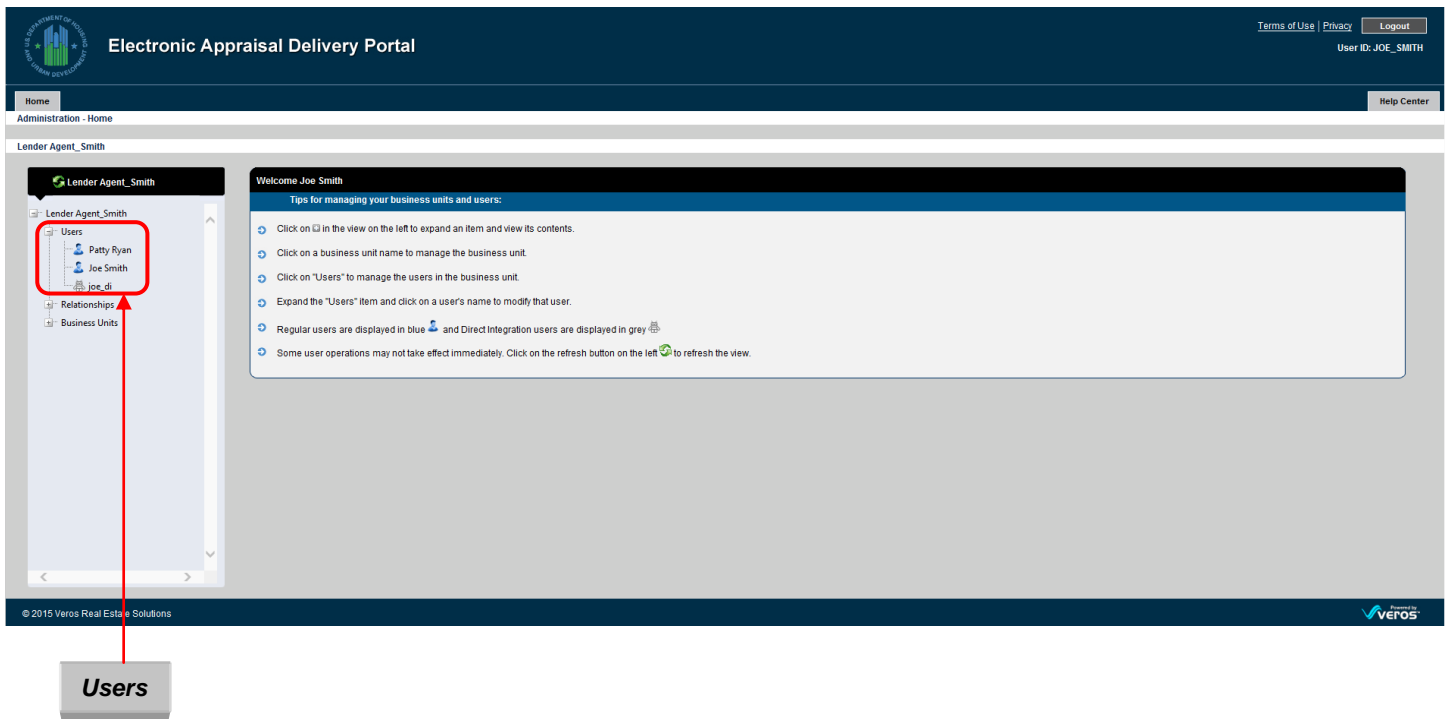 U.S. DEPARTMENT OF HOUSING AND URBAN DEVELOPMENT
Electronic Appraisal Delivery Portal
Terms of Use | Privacy Logout
User ID: JOE_SMITH
Home Help Center
Administration - Home
Lender Agent_Smith
Lender Agent_Smith
Lender Agent_Smith
Users
Patty Ryan
Joe Smith
joe_di
Relationships
Business Units
Welcome Joe Smith
Tips for managing your business units and users:
Click on in the view on the left to expand an item and view its contents.
Click on a business unit name to manage the business unit.
Click on "Users" to manage the users in the business unit.
Expand the "Users" item and click on a user's name to modify that user.
Regular users are displayed in blue and Direct Integration users are displayed in grey
Some user operations may not take effect immediately. Click on the refresh button on the left to refresh the view.
© 2015 Veros Real Estate Solutions
Powered by
veros
Users